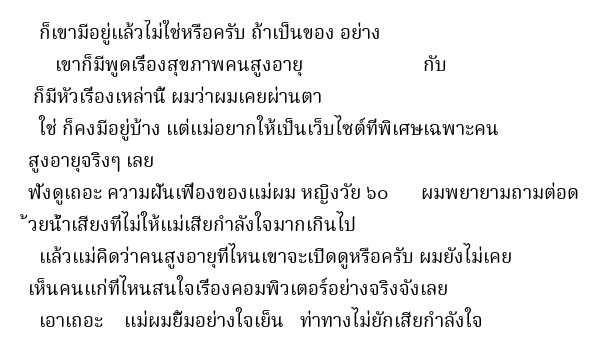 ก็เขามีอยู่แล้วไม่ใช่หรือครับ ถ้าเป็นของ อย่าง
เขาก็มีพูดเรื่องสุขภาพคนสูงอายุ กับ
ก็มีหัวเรื่องเหล่านี้ ผมว่าผมเคยผ่านตา
ใช่ ก็คงมีอยู่บ้าง แต่แม่อยากให้เป็นเว็บไซต์ที่พิเศษเฉพาะคน
สูงอายุจริงๆ เลย
ฟังดูเถอะ ความฝันเฟื่องของแม่ผม หญิงวัย ๖๐ ผมพยายามถามต่อด
้วยน้ำเสียงที่ไม่ให้แม่เสียกำลังใจมากเกินไป
แล้วแม่คิดว่าคนสูงอายุที่ไหนเขาจะเปิดดูหรือครับ ผมยังไม่เคย
เห็นคนแก่ที่ไหนสนใจเรื่องคอมพิวเตอร์อย่างจริงจังเลย
เอาเถอะ แม่ผมยิ้มอย่างใจเย็น ท่าทางไม่ยักเสียกำลังใจ